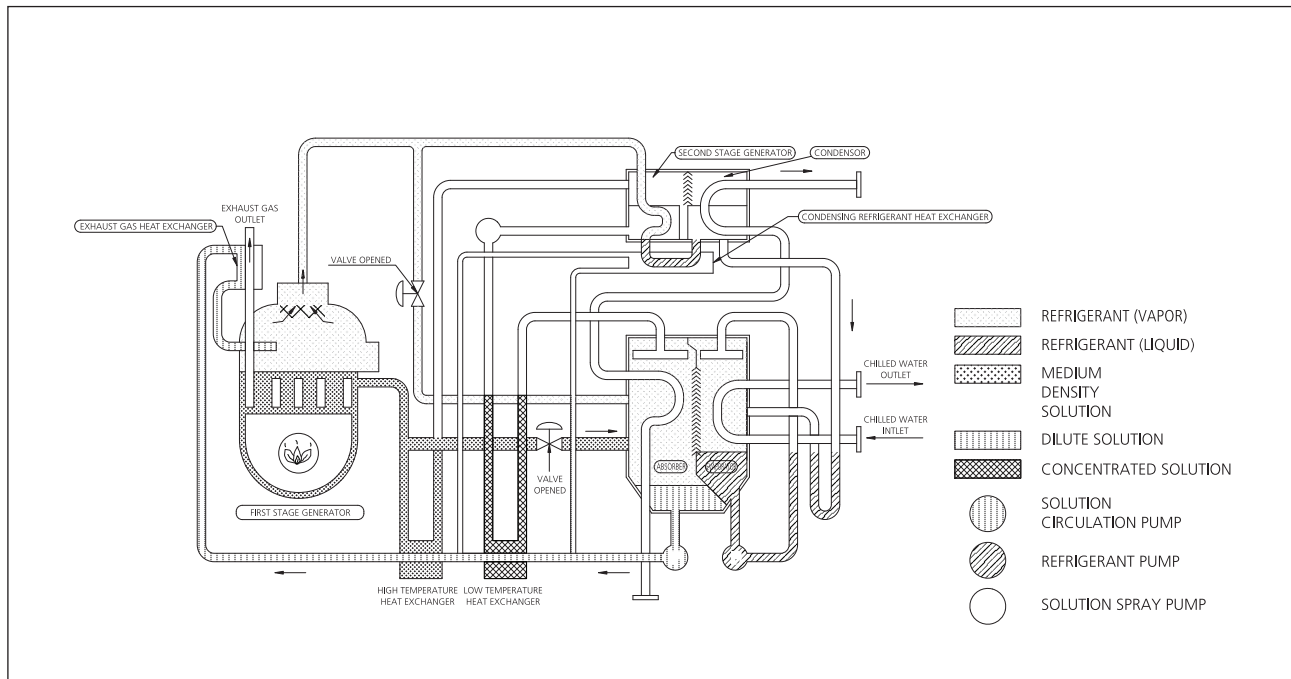 SECOND STAGE GENERATOR
CONDENSOR
EXHAUST GAS
OUTLET
EXHAUST GAS HEAT EXCHANGER
CONDENSING REFRIGERANT HEAT EXCHANGER
VALVE OPENED
CHILLED WATER
OUTLET
CHILLED WATER
INTLET
ABSORBER
VALVE
OPENED
FIRST STAGE GENERATOR
HIGH TEMPERATURE
HEAT EXCHANGER
LOW TEMPERATURE
HEAT EXCHANGER
REFRIGERANT (VAPOR)
REFRIGERANT (LIQUID)
MEDIUM
DENSITY
SOLUTION
DILUTE SOLUTION
CONCENTRATED SOLUTION
SOLUTION
CIRCULATION PUMP
REFRIGERANT PUMP
SOLUTION SPRAY PUMP